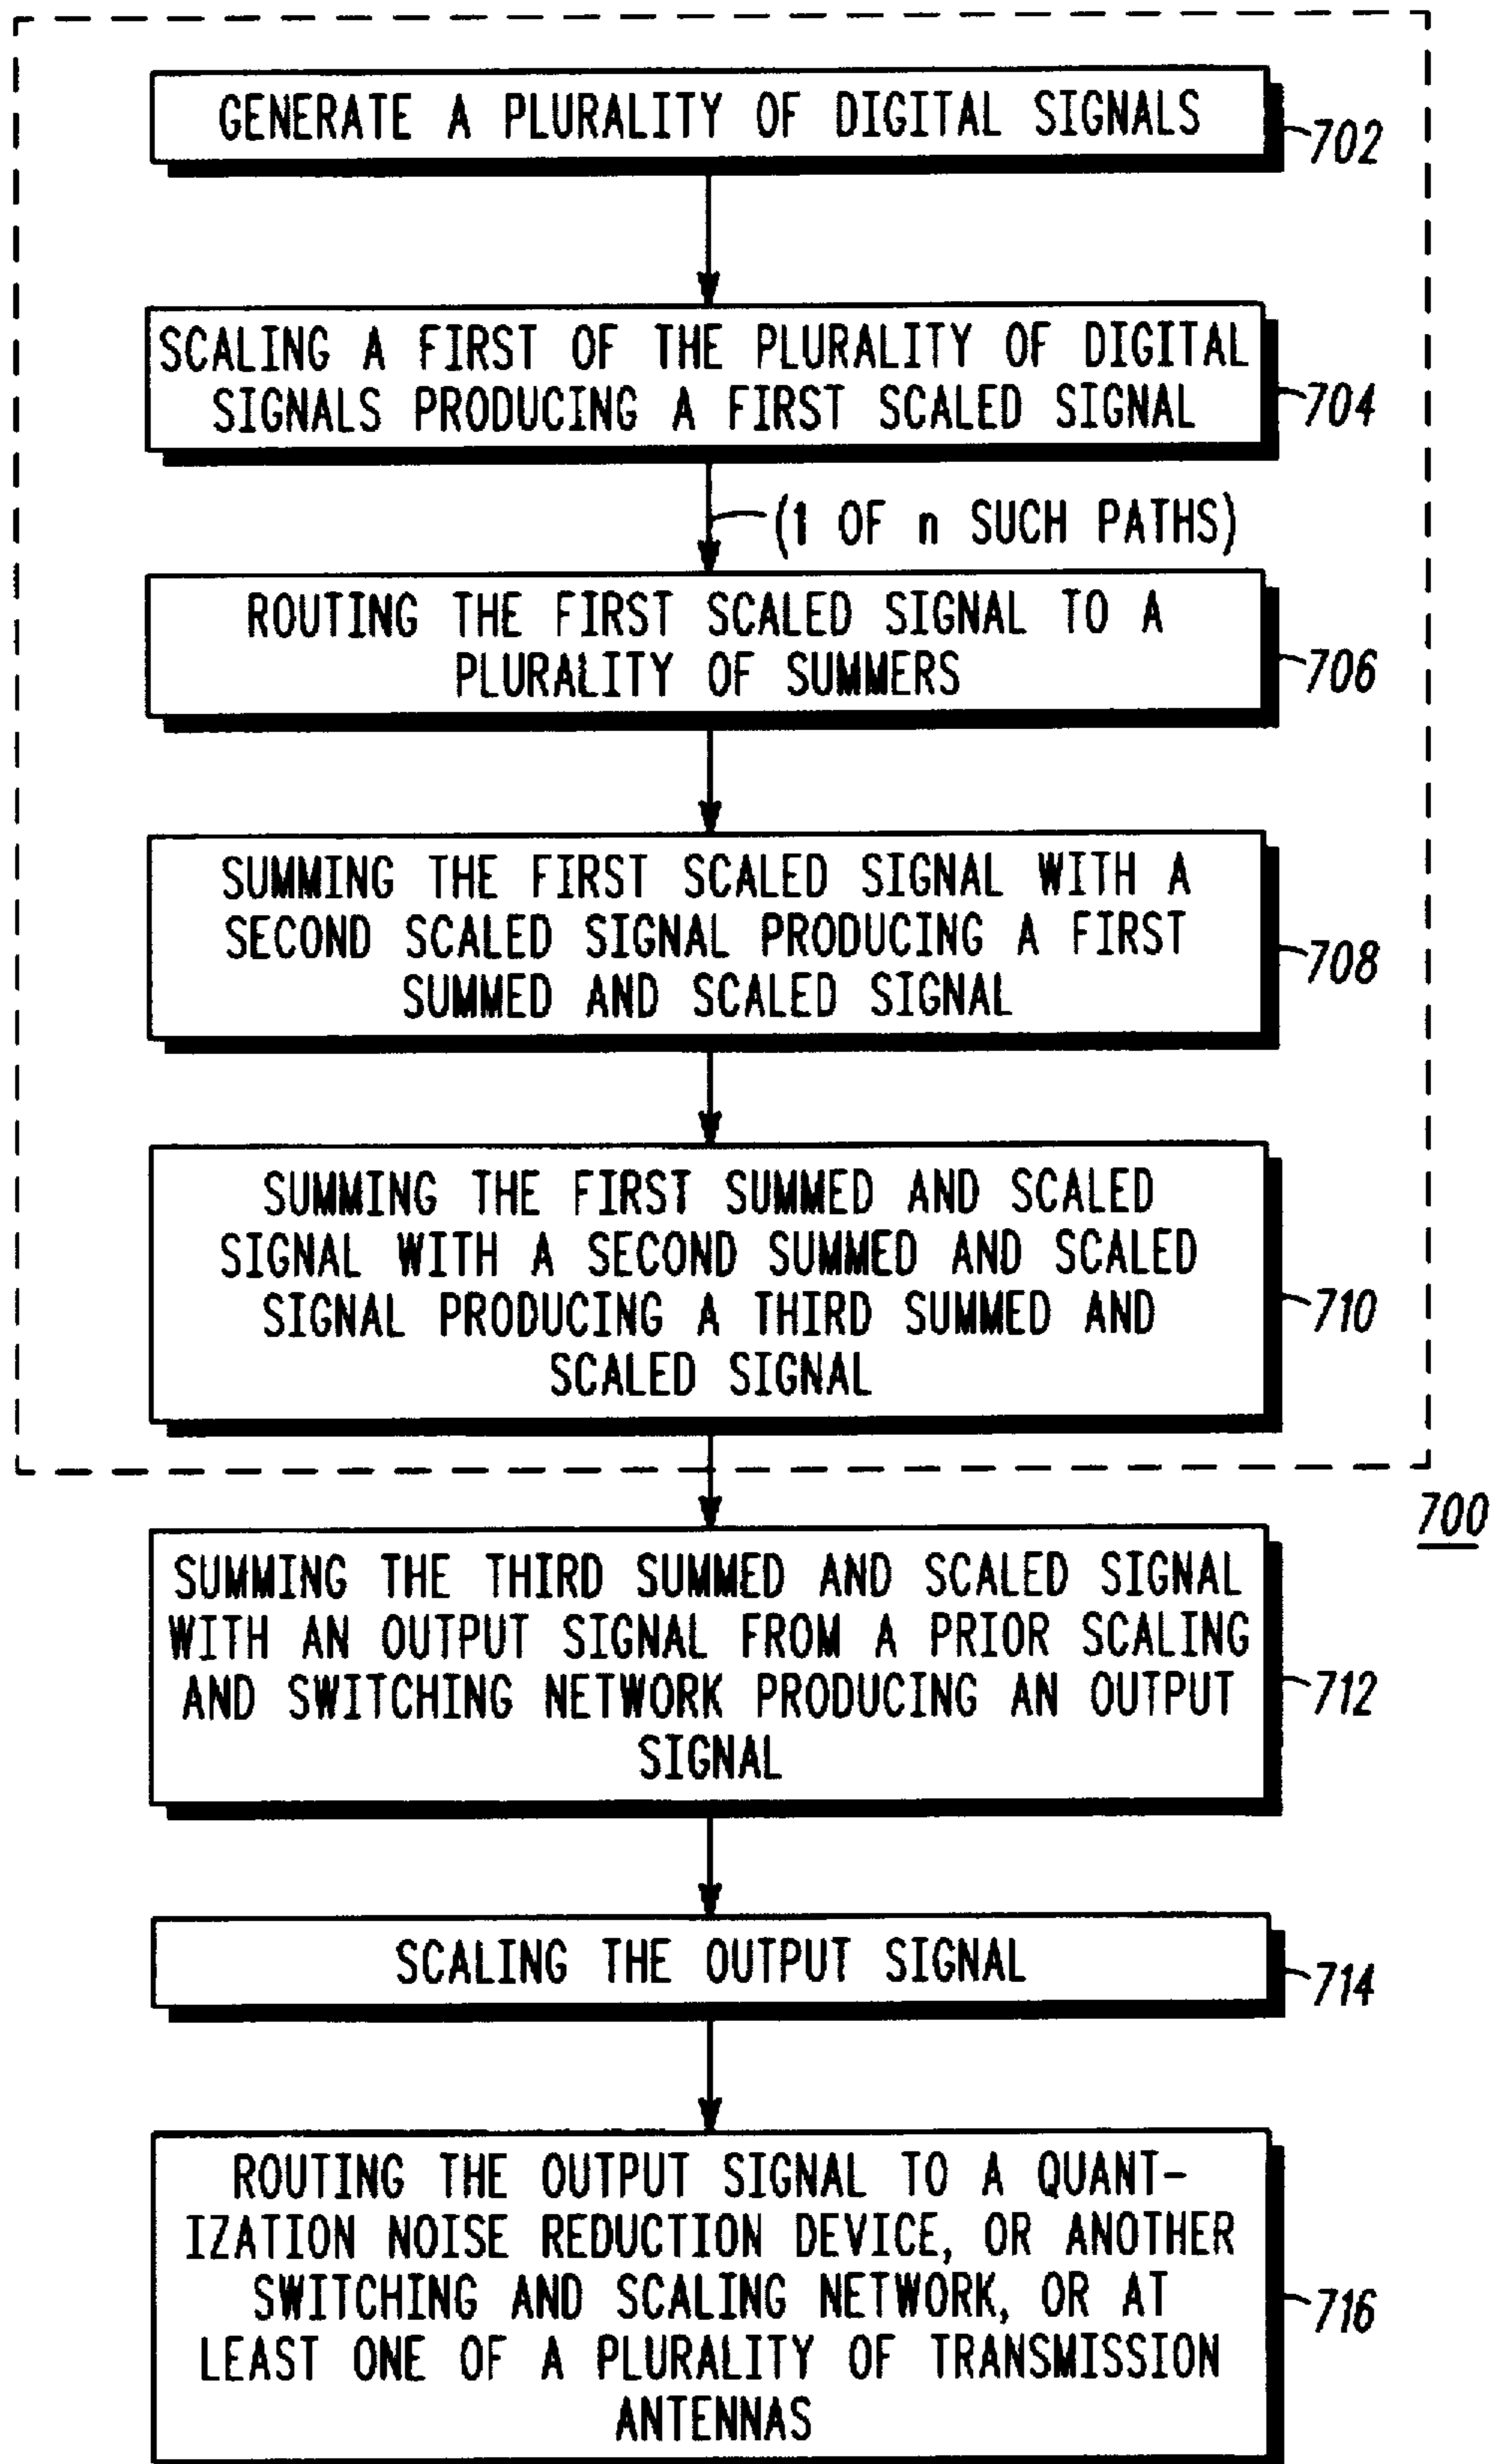 GENERATE A PLURALITY OF DIGITAL SIGNALS
702
SCALING A FIRST OF THE PLURALITY OF DIGITAL
SIGNALS PRODUCING A FIRST SCALED SIGNAL
704
(1 OF n SUCH PATHS)
ROUTING THE FIRST SCALED SIGNAL TO A
PLURALITY OF SUMMERS
706
SUMMING THE FIRST SCALED SIGNAL WITH A
SECOND SCALED SIGNAL PRODUCING A FIRST
SUMMED AND SCALED SIGNAL
708
SUMMING THE FIRST SUMMED AND SCALED
SIGNAL WITH A SECOND SUMMED AND SCALED
SIGNAL PRODUCING A THIRD SUMMED AND
SCALED SIGNAL
710
700
SUMMING THE THIRD SUMMED AND SCALED SIGNAL
WITH AN OUTPUT SIGNAL FROM A PRIOR SCALING
AND SWITCHING NETWORK PRODUCING AN OUTPUT
SIGNAL
712
SCALING THE OUTPUT SIGNAL
714
ROUTING THE OUTPUT SIGNAL TO A QUANT-
IZATION NOISE REDUCTION DEVICE, OR ANOTHER
SWITCHING AND SCALING NETWORK, OR AT
LEAST ONE OF A PLURALITY OF TRANSMISSION
ANTENNAS
716